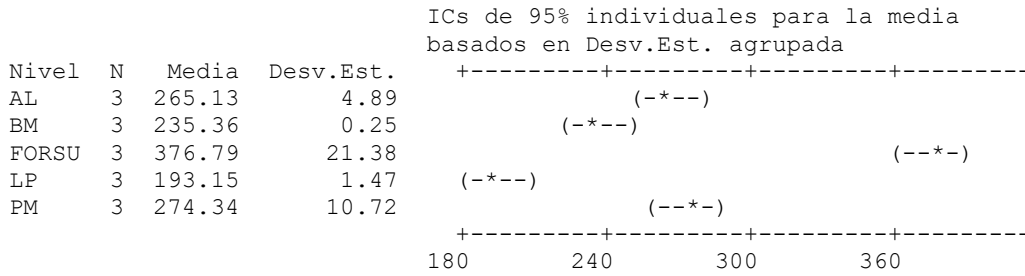 ICs de 95% individuales para la media
basados en Desv.Est. agrupada
Nivel  N   Media  Desv.Est.    +---------+---------+---------+---------
AL     3  265.13       4.89                (-*--)
BM     3  235.36       0.25           (-*--)
FORSU  3  376.79      21.38                                  (--*-)
LP     3  193.15       1.47    (-*--)
PM     3  274.34      10.72                 (--*-)
+---------+---------+---------+---------
180       240       300       360